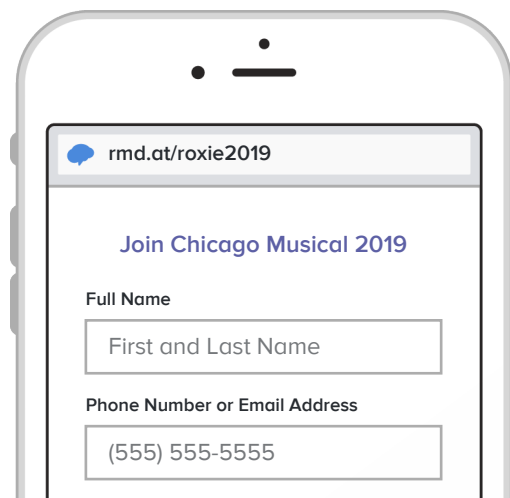 rmd.at/roxie2019
Join Chicago Musical 2019
Full Name
First and Last Name
Phone Number or Email Address
(555) 555-5555